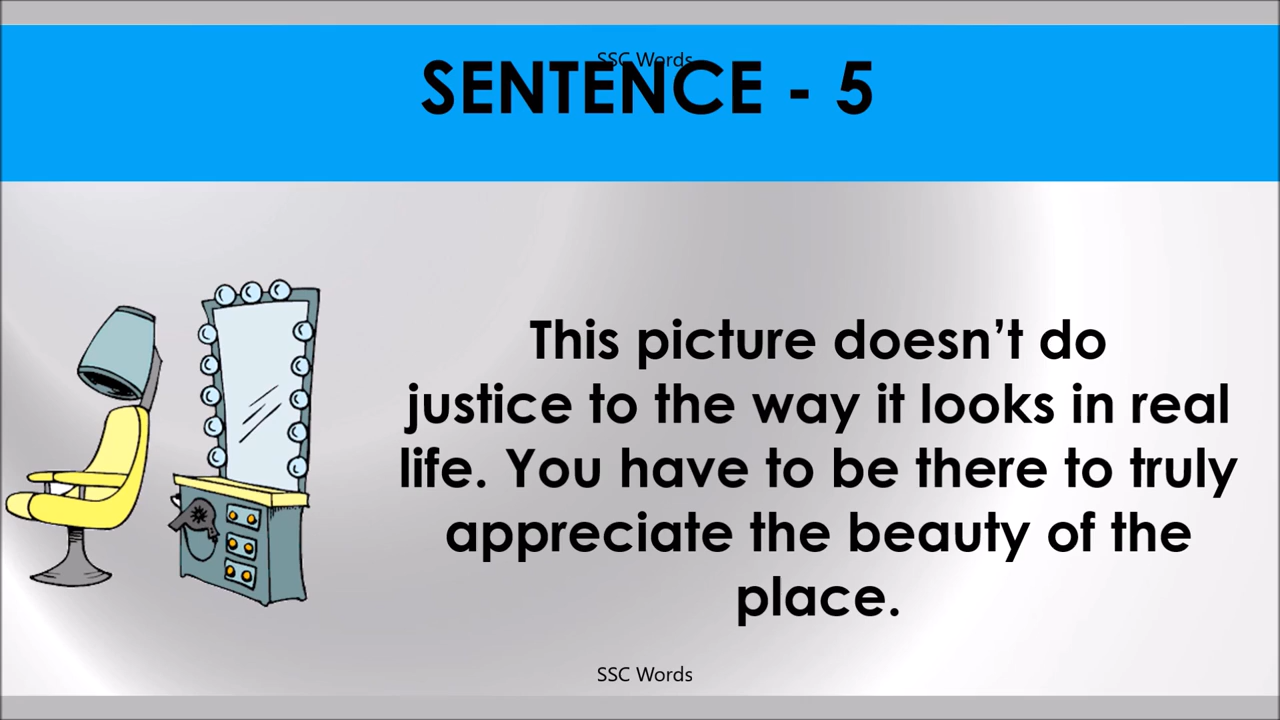 SSC Words
SENTENCE - 5
This picture doesn’t do
justice to the way it looks in real
life. You have to be there to truly
appreciate the beauty of the
place.
SSC Words